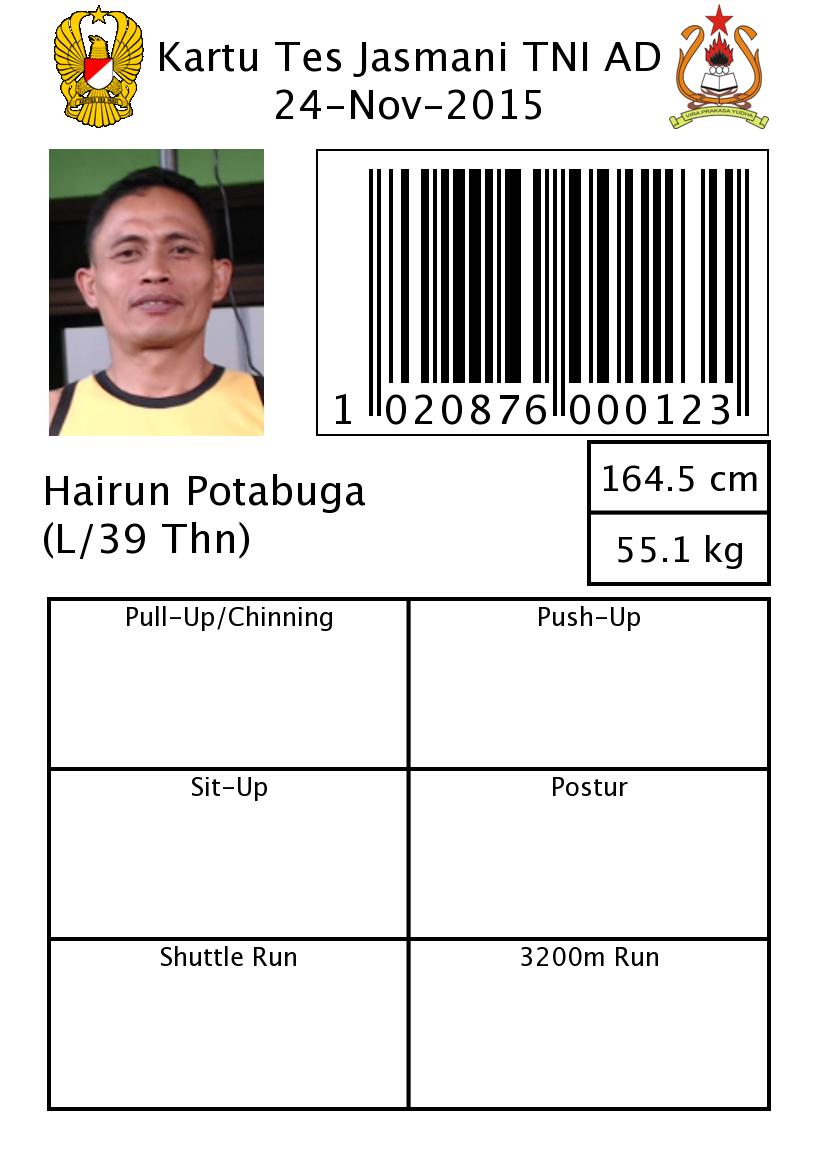 Kartu Tes Jasmani TNI AD
24-Nov-2015
VIRA PRAKASA YUDHA
1 020876 000123
Hairun Potabuga
(L/39 Thn)
164.5 cm
55.1 kg
Pull-Up/Chinning
Push-Up
Sit-Up
Postur
Shuttle Run
3200m Run